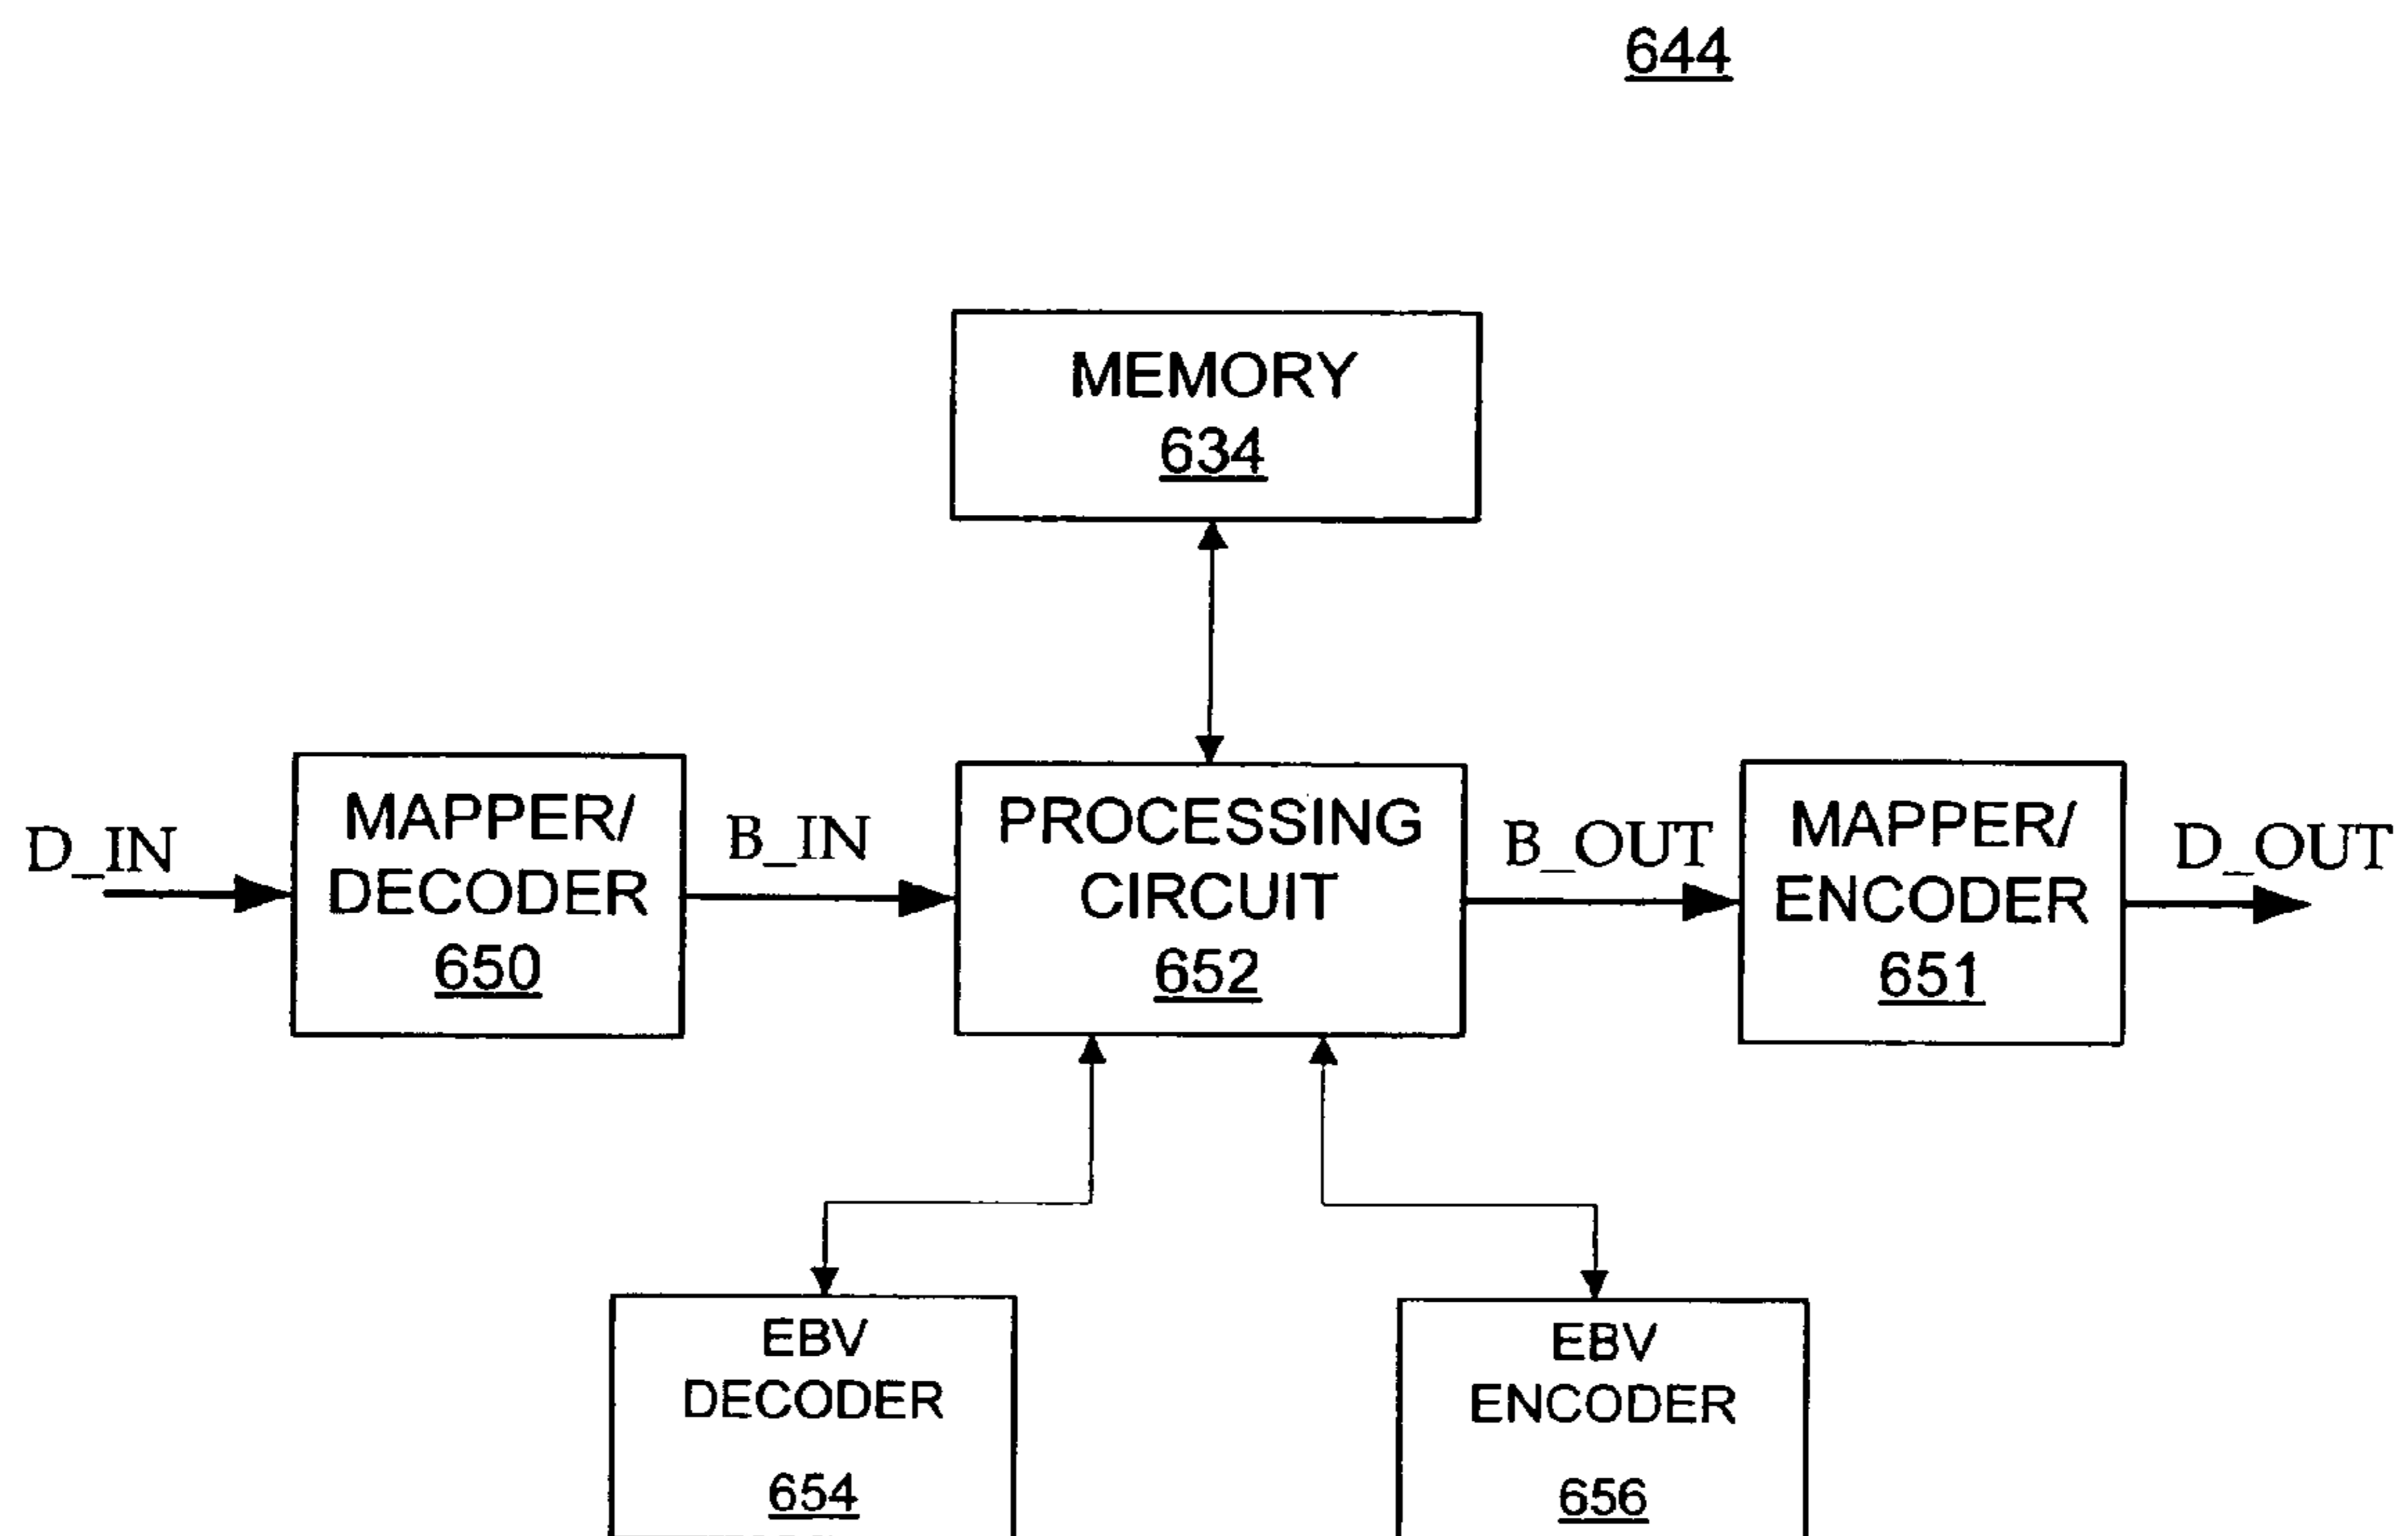 644
MEMORY
634
D_IN
MAPPER/
DECODER
650
B_IN
PROCESSING
CIRCUIT
652
B_OUT
MAPPER/
ENCODER
651
D_OUT
EBV
DECODER
654
EBV
ENCODER
656